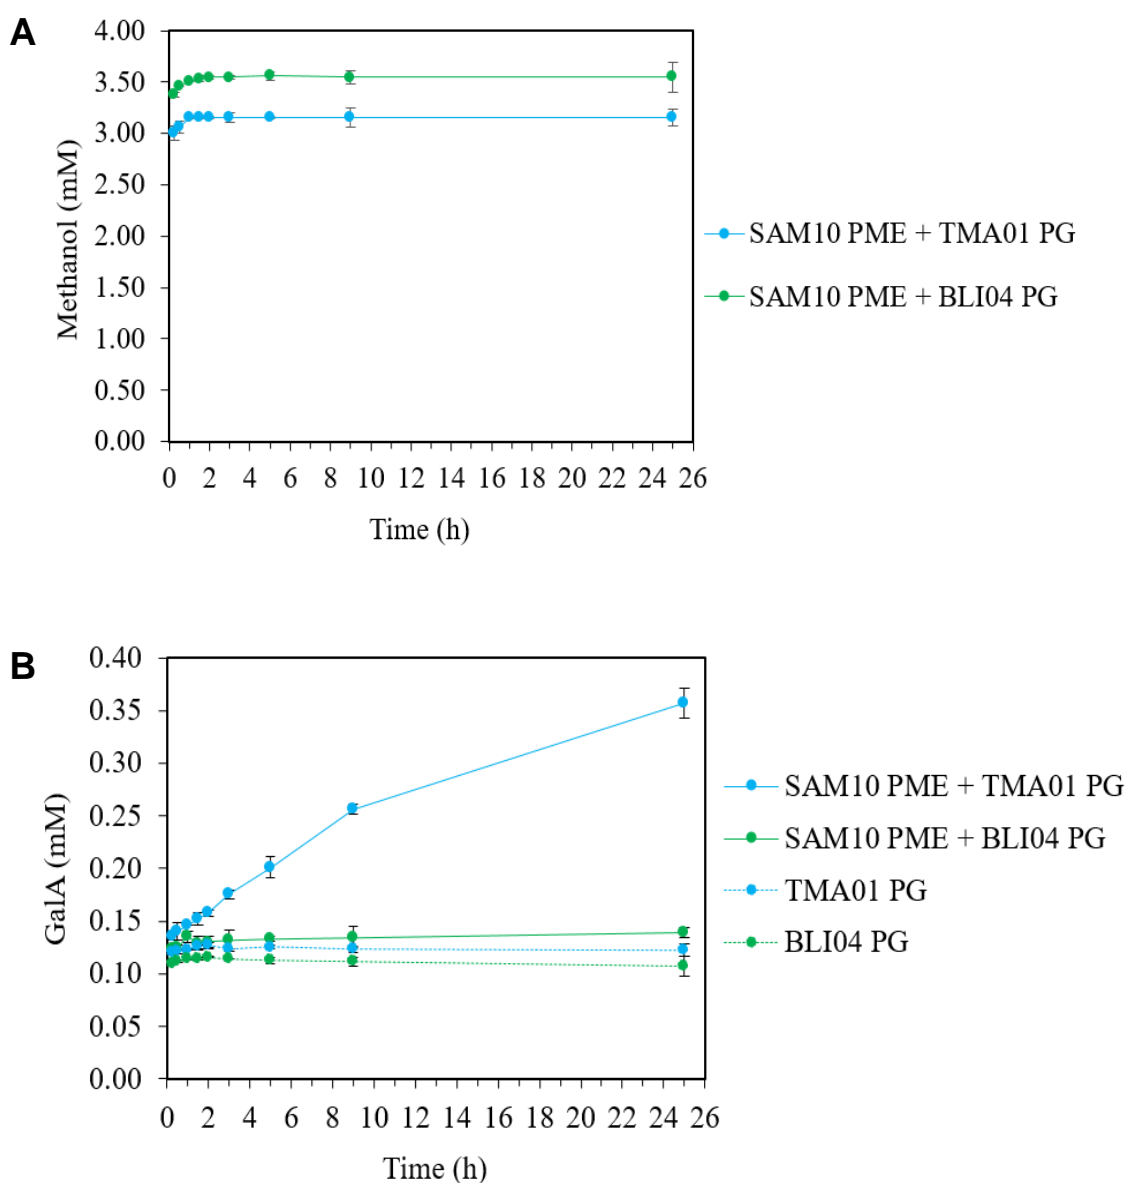 A
4.00
3.50
3.00
2.50
2.00
1.50
1.00
0.50
0.00
Methanol (mM)
0 2 4 6 8 10 12 14 16 18 20 22 24 26
Time (h)
SAM10 PME + TMA01 PG
SAM10 PME + BLI04 PG
B
0.40
0.35
0.30
0.25
0.20
0.15
0.10
0.05
0.00
GalA (mM)
0 2 4 6 8 10 12 14 16 18 20 22 24 26
Time (h)
SAM10 PME + TMA01 PG
SAM10 PME + BLI04 PG
TMA01 PG
BLI04 PG